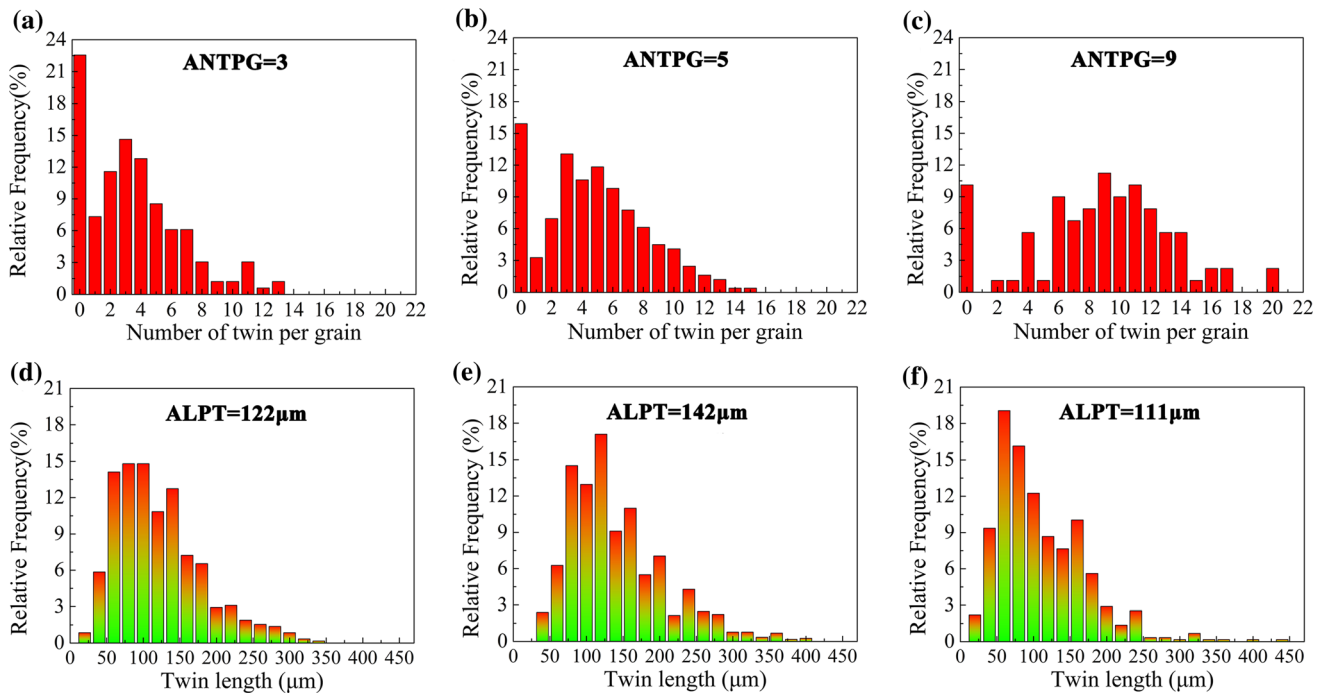 (a)
ANTPG=3
Relative Frequency(%)
24
21
18
15
12
9
6
3
0
0 2 4 6 8 10 12 14 16 18 20 22
Number of twin per grain
(b)
ANTPG=5
Relative Frequency(%)
24
21
18
15
12
9
6
3
0
0 2 4 6 8 10 12 14 16 18 20 22
Number of twin per grain
(c)
ANTPG=9
Relative Frequency(%)
24
21
18
15
12
9
6
3
0
0 2 4 6 8 10 12 14 16 18 20 22
Number of twin per grain
(d)
ALPT=122μm
Relative Frequency(%)
21
18
15
12
9
6
3
0
0 50 100 150 200 250 300 350 400 450
Twin length (μm)
(e)
ALPT=142μm
Relative Frequency (%)
21
18
15
12
9
6
3
0
0 50 100 150 200 250 300 350 400 450
Twin length (μm)
(f)
ALPT=111μm
Relative Frequency(%)
21
18
15
12
9
6
3
0
0 50 100 150 200 250 300 350 400 450
Twin length (μm)